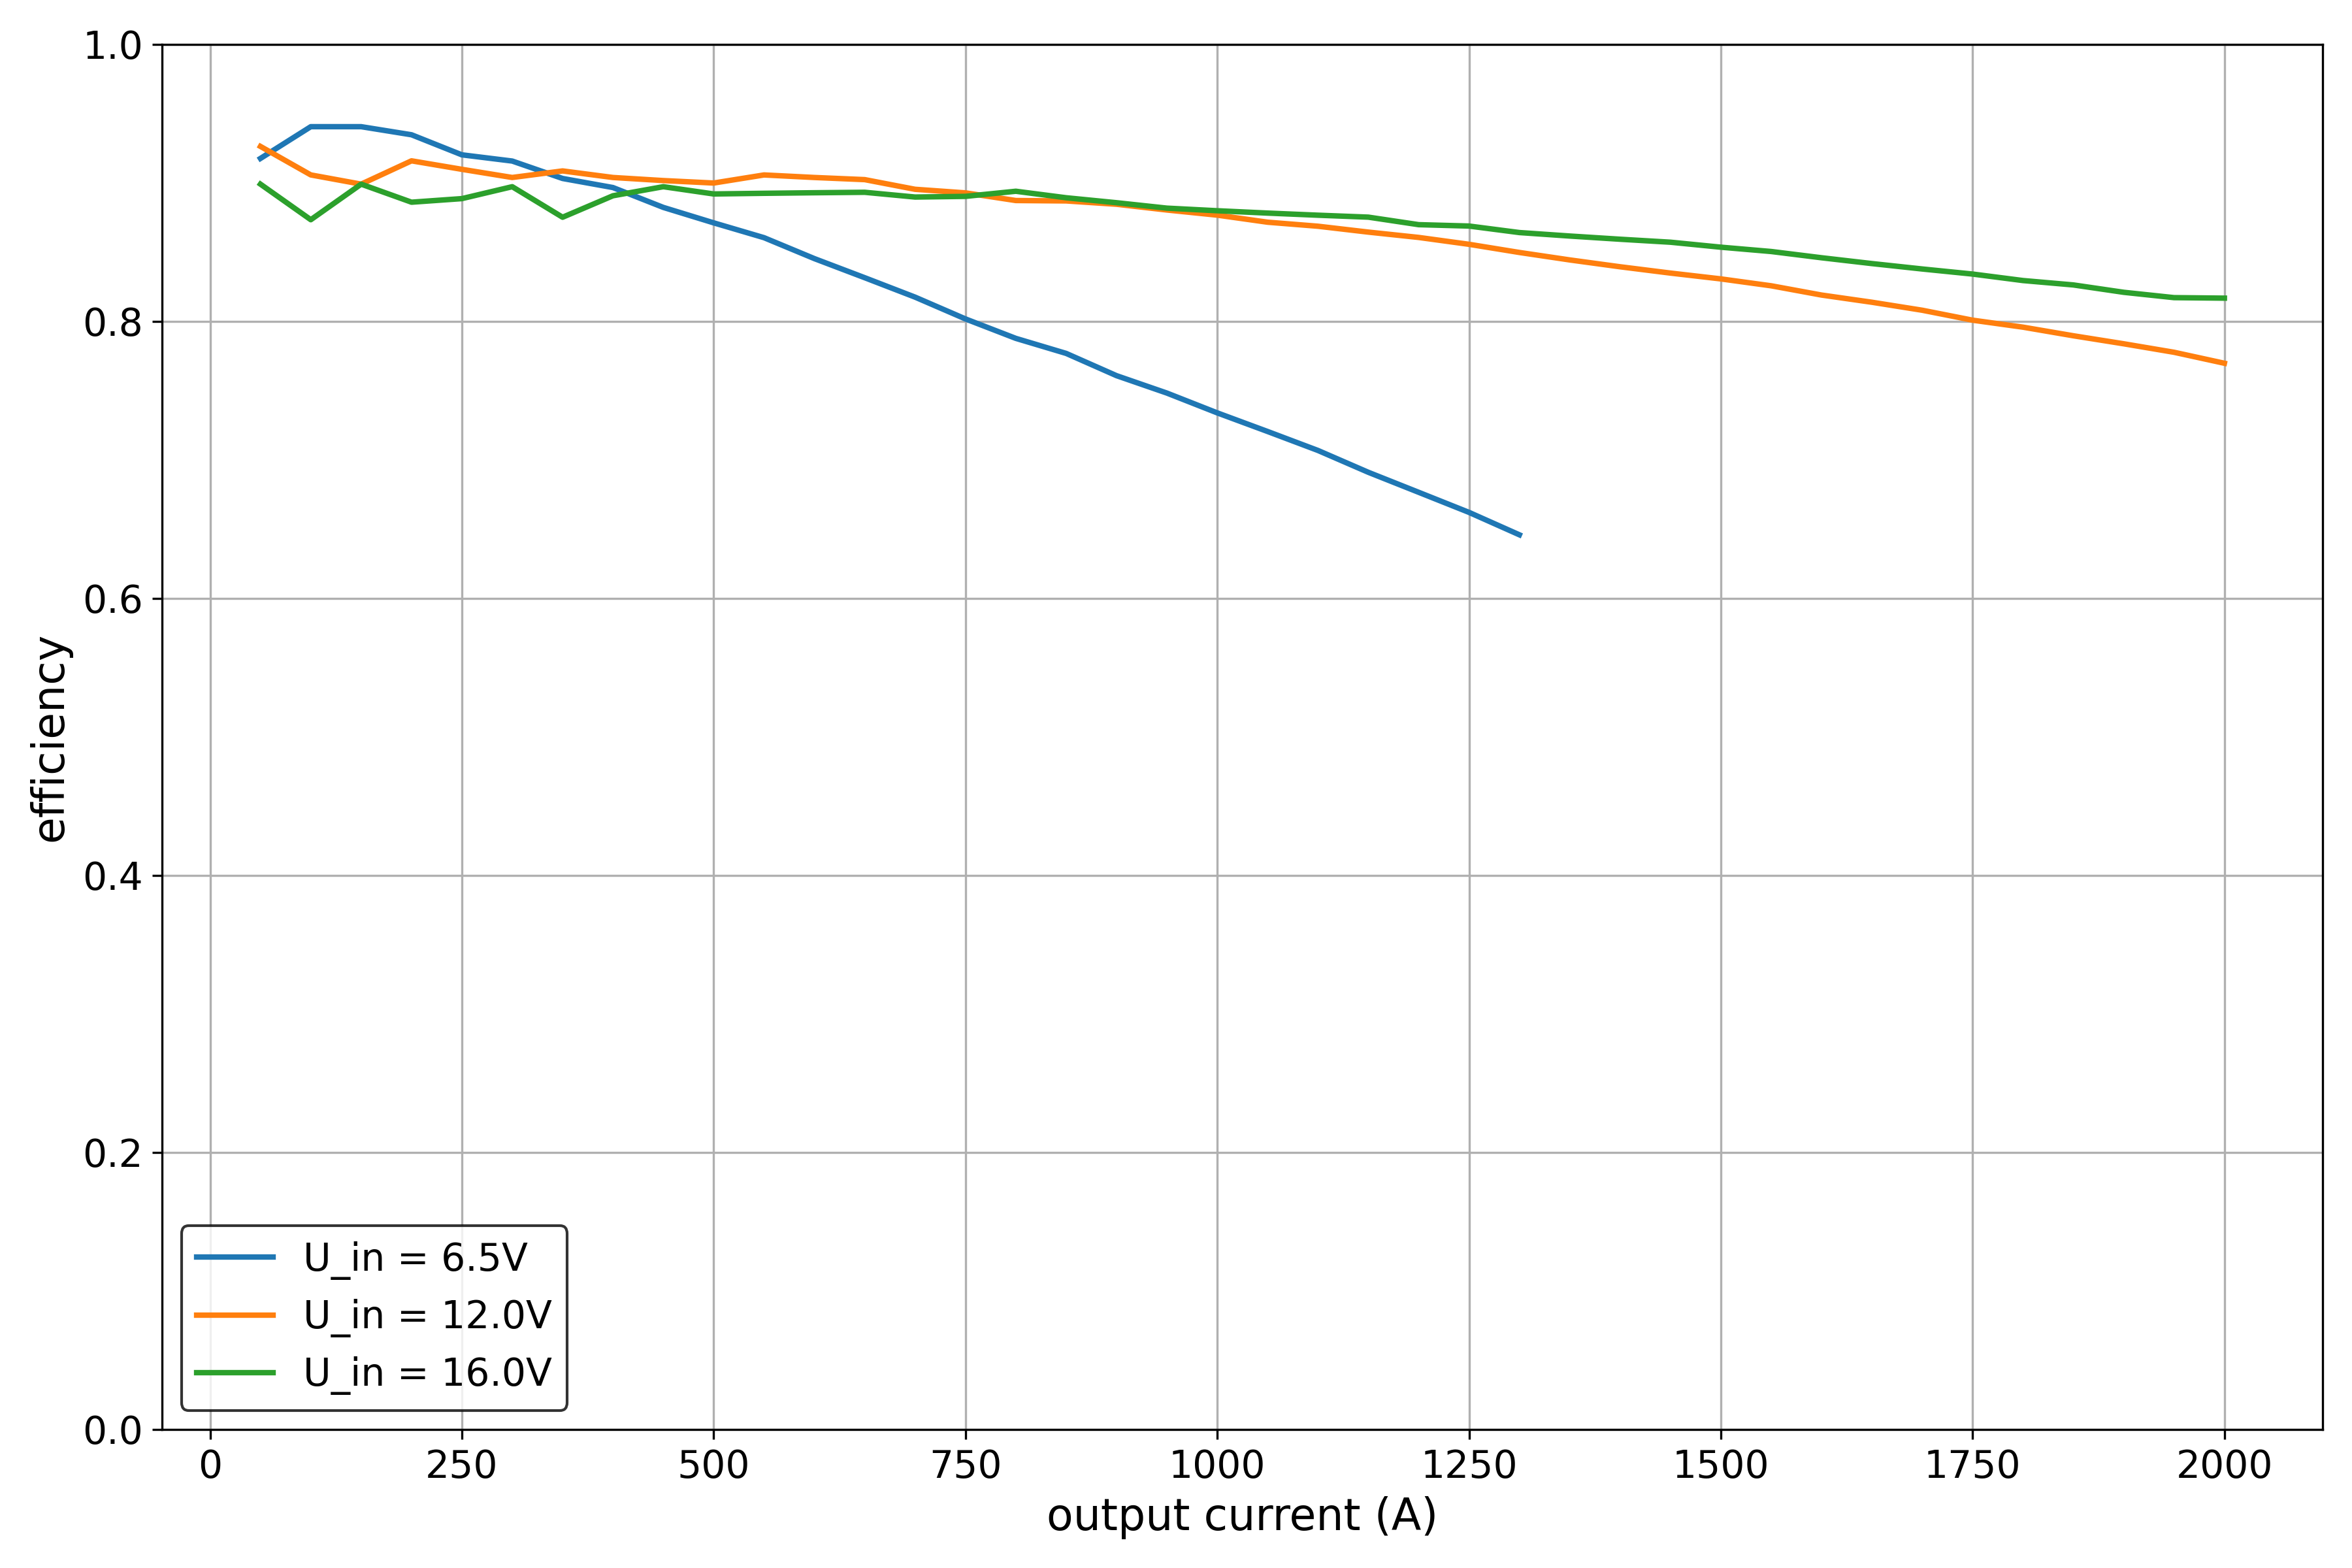 1.0
0.8
0.6
0.4
0.2
0.0
efficiency
U_in = 6.5V
U_in = 12.0V
U_in = 16.0V
0 250 500 750 1000 1250 1500 1750 2000
output current (A)